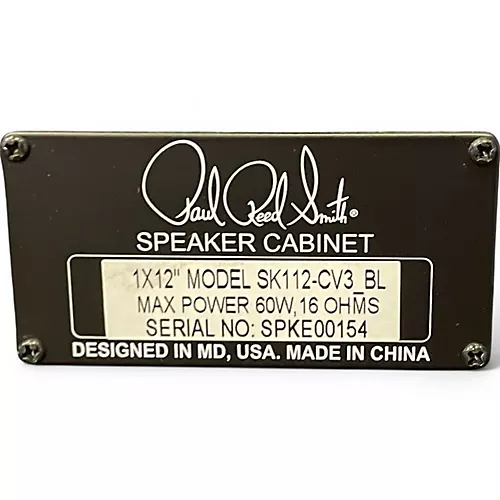 Paul Reed Smith®
SPEAKER CABINET
1X12" MODEL SK112-CV3_BL
MAX POWER 60W, 16 OHMS
SERIAL NO: SPKE00154
DESIGNED IN MD, USA. MADE IN CHINA